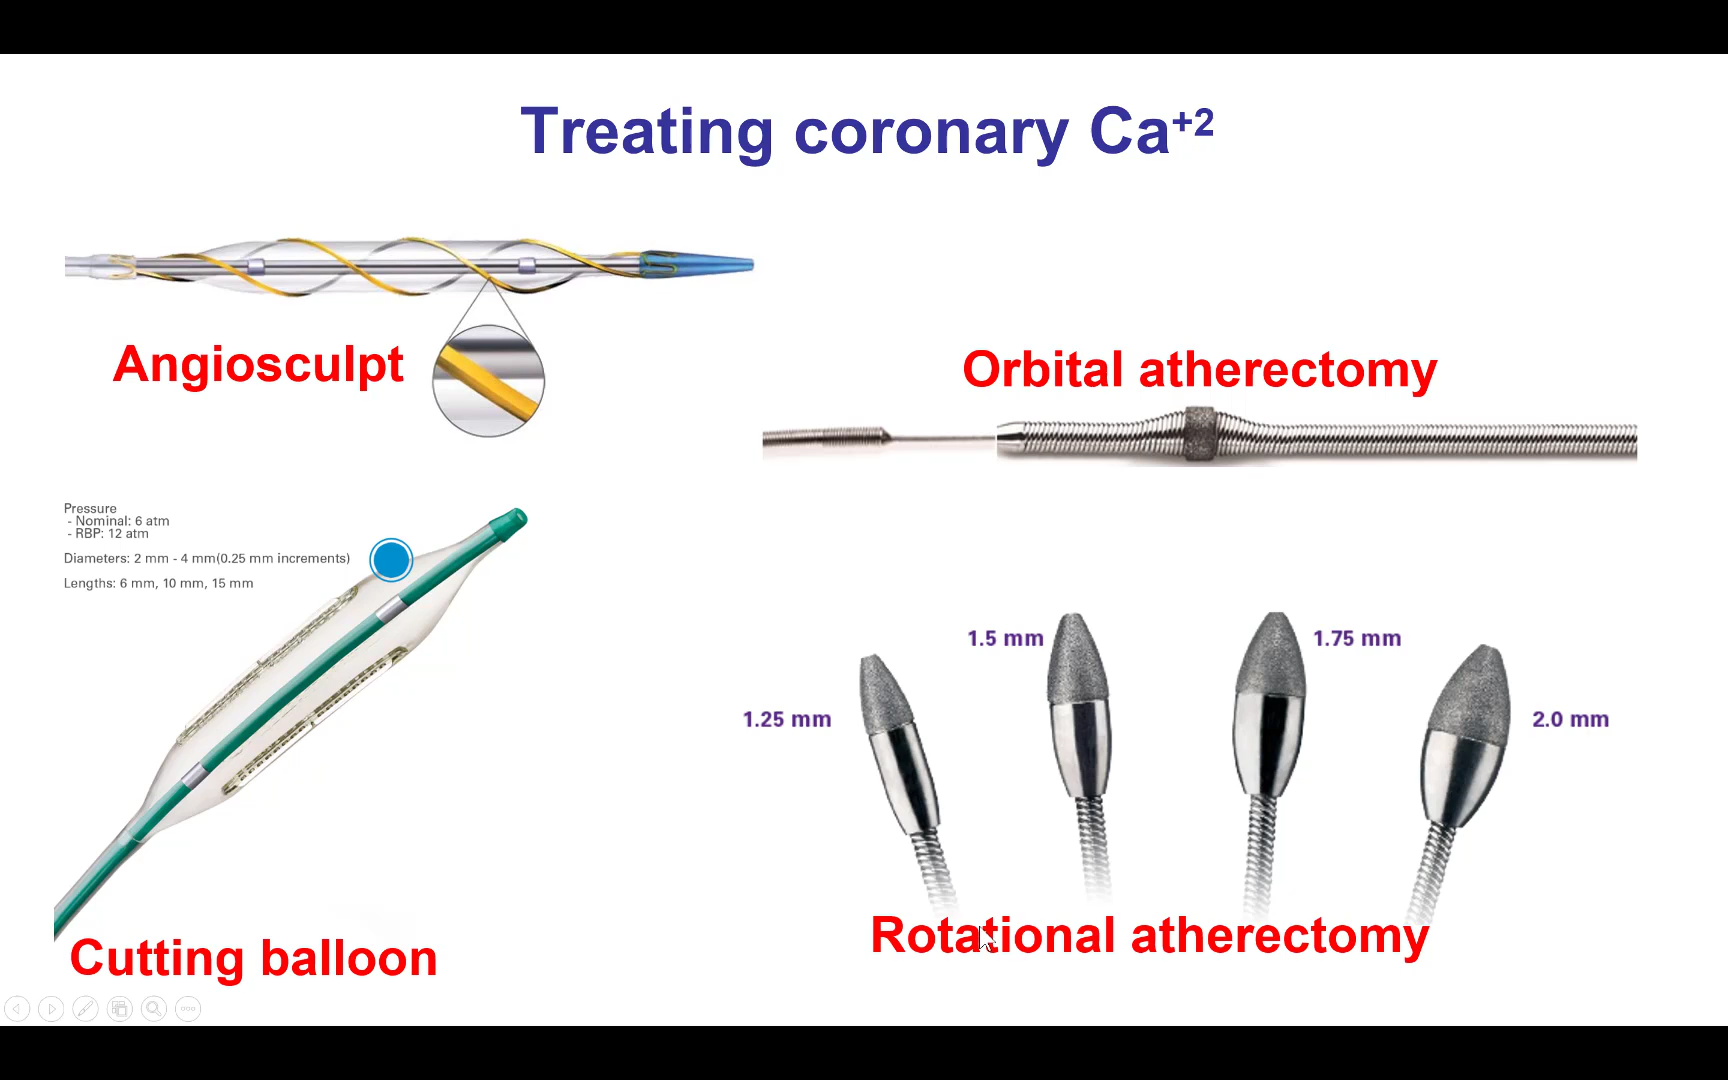 Treating coronary Ca+2
Angiosculpt
Orbital atherectomy
Pressure
- Nominal: 6 atm
- RBP: 12 atm
Diameters: 2 mm - 4 mm(0.25 mm increments)
Lengths: 6 mm, 10 mm, 15 mm
1.25 mm
1.5 mm
1.75 mm
2.0 mm
Cutting balloon
Rotational atherectomy